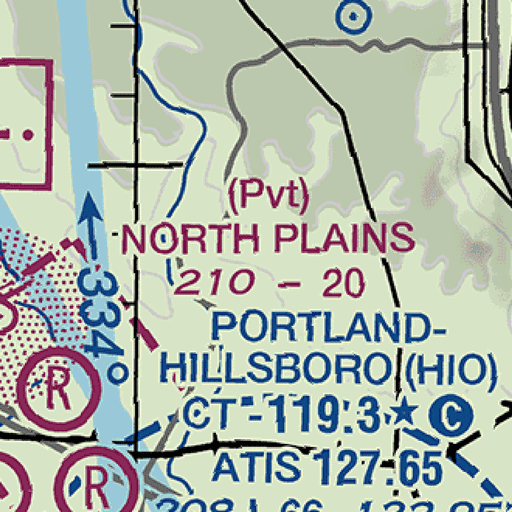 (Pvt)
NORTH PLAINS
210 - 20
334°
PORTLAND-
HILLSBORO (HIO)
CT - 119.3 ★ C
ATIS 127.65
R
R